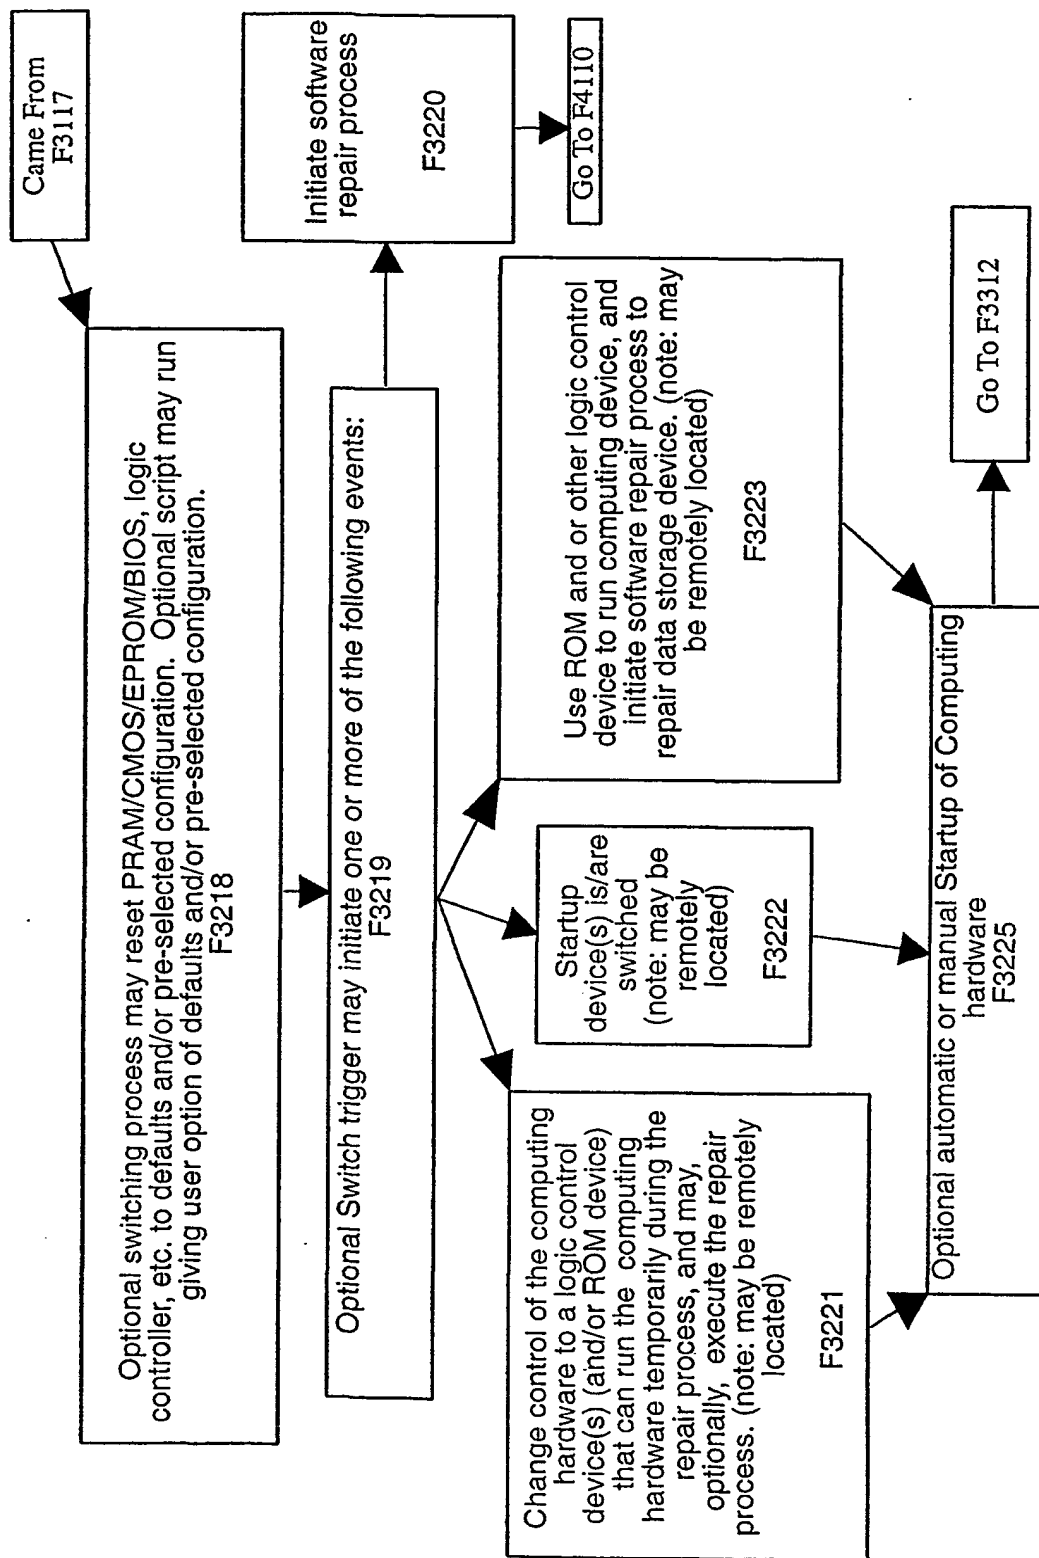 Came From
F3117
Optional switching process may reset PRAM/CMOS/EPROM/BIOS, logic
controller, etc. to defaults and/or pre-selected configuration. Optional script may run
giving user option of defaults and/or pre-selected configuration.
F3218
Optional Switch trigger may initiate one or more of the following events:
F3219
Initiate software
repair process
F3220
Go To F4110
Change control of the computing
hardware to a logic control
device(s) (and/or ROM device)
that can run the computing
hardware temporarily during the
repair process, and may,
optionally, execute the repair
process. (note: may be remotely
located)
F3221
Startup
device(s) is/are
switched
(note: may be
remotely
located)
F3222
Use ROM and or other logic control
device to run computing device, and
initiate software repair process to
repair data storage device. (note: may
be remotely located)
F3223
Optional automatic or manual Startup of Computing
hardware
F3225
Go To F3312